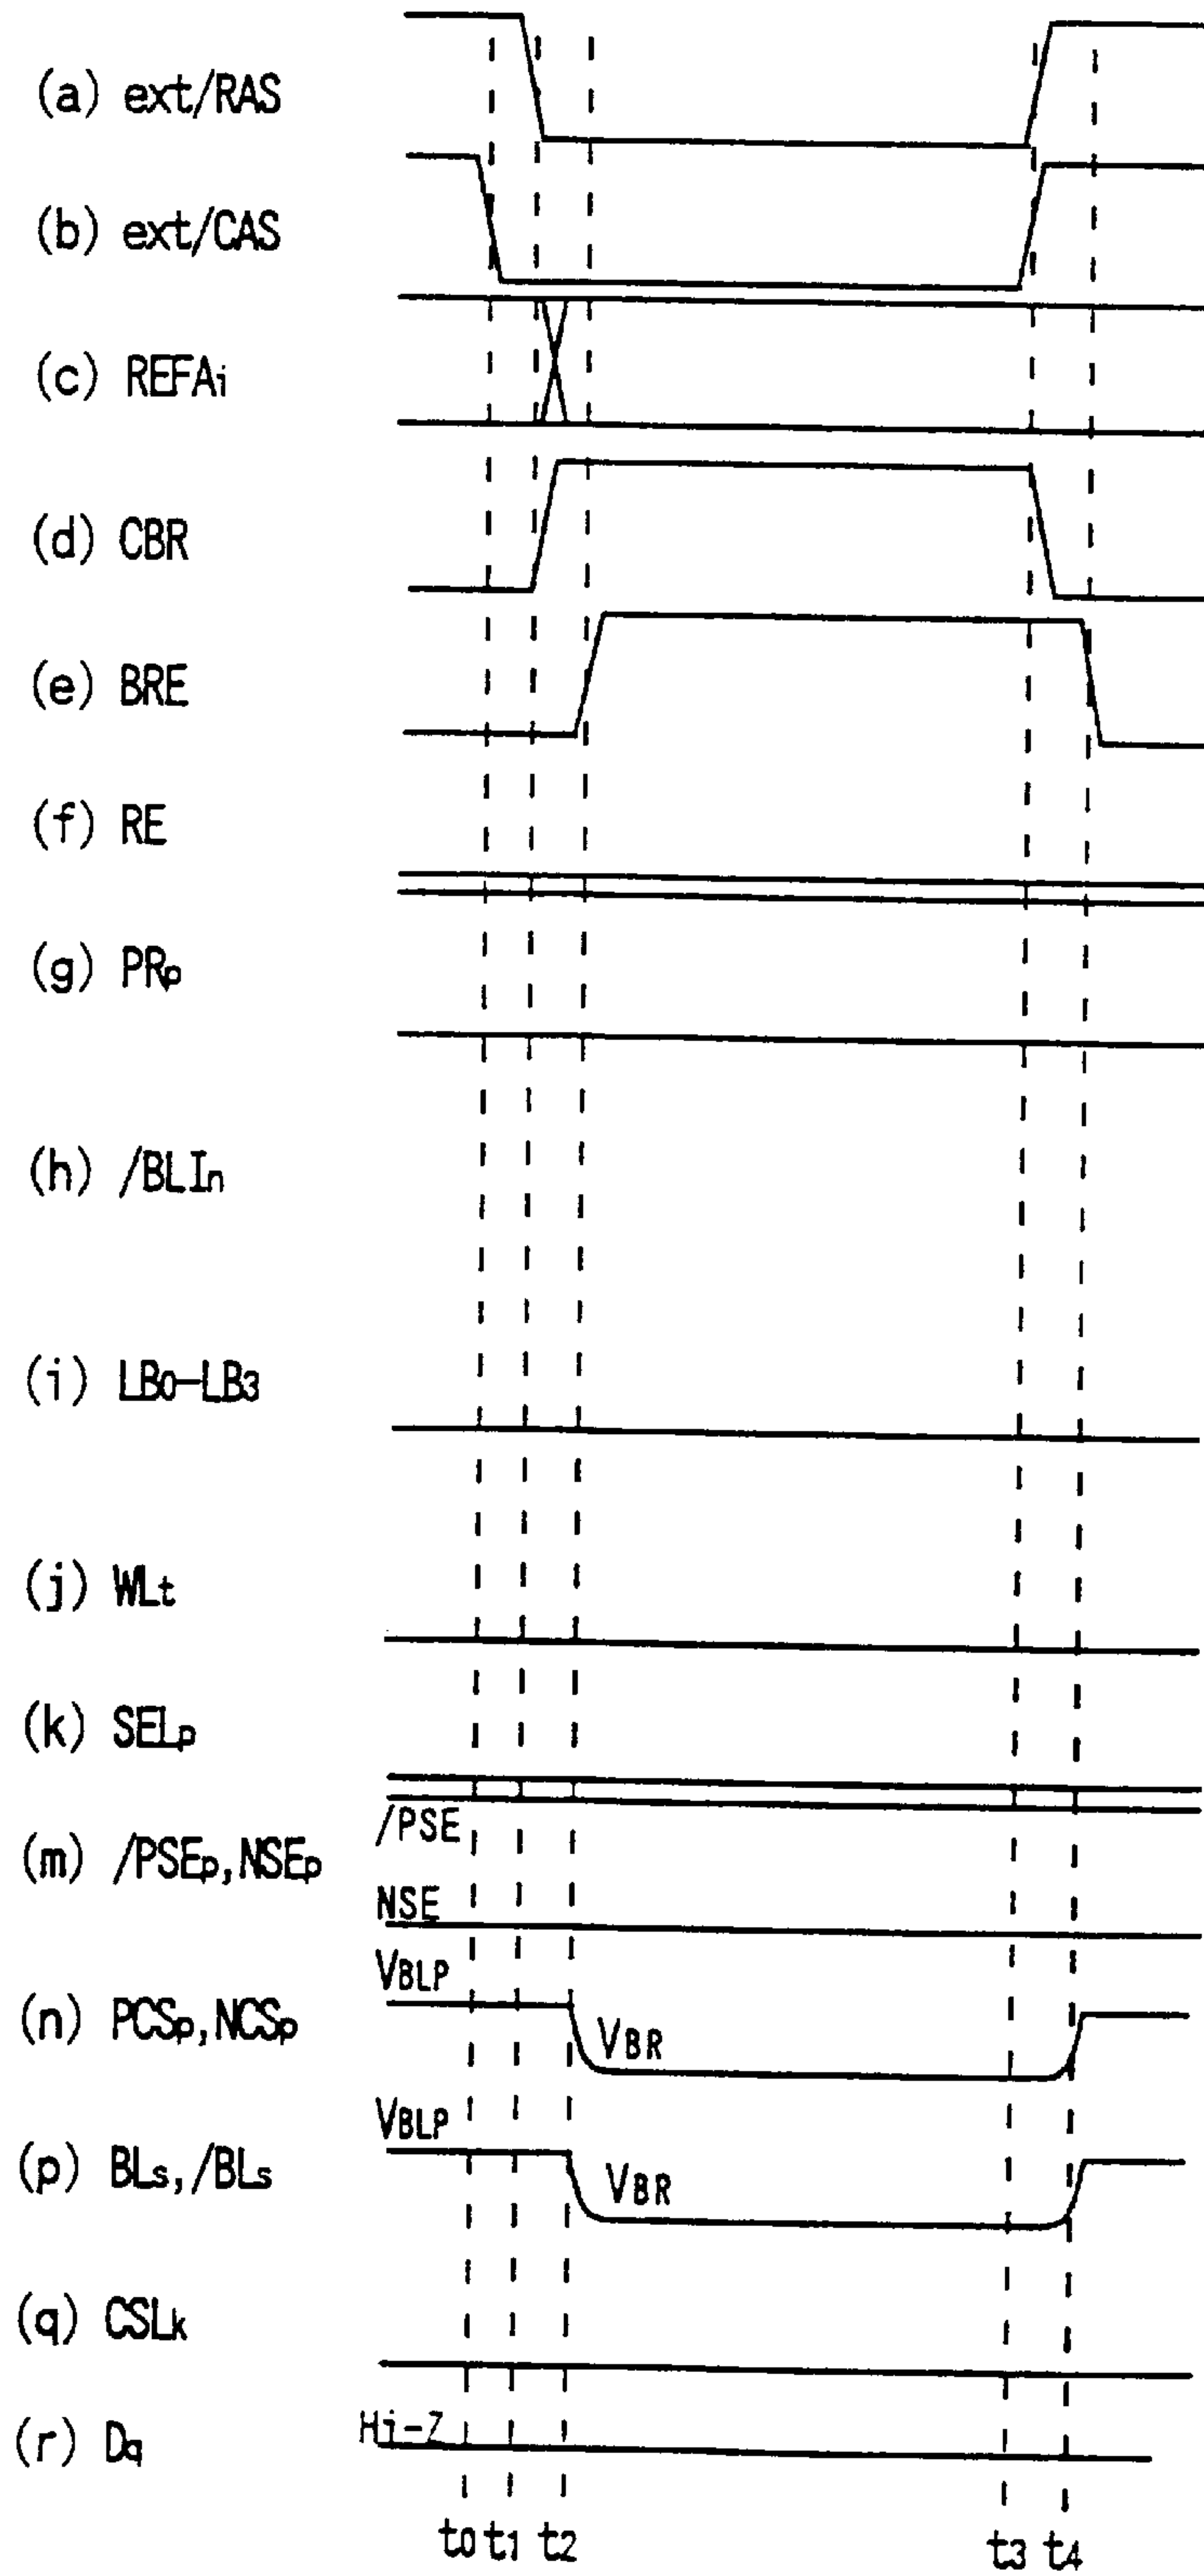 (a) ext/RAS
(b) ext/CAS
(c) REFAi
(d) CBR
(e) BRE
(f) RE
(g) PRp
(h) /BLIn
(i) LB0-LB3
(j) WLt
(k) SELp
/PSE
(m) /PSEp,NSEp
NSE
VBLP
(n) PCSp,NCSp
VBR
VBLP
(p) BLs,/BLs
VBR
(q) CSLk
(r) Dq
Hi-Z
t0 t1 t2 t3 t4